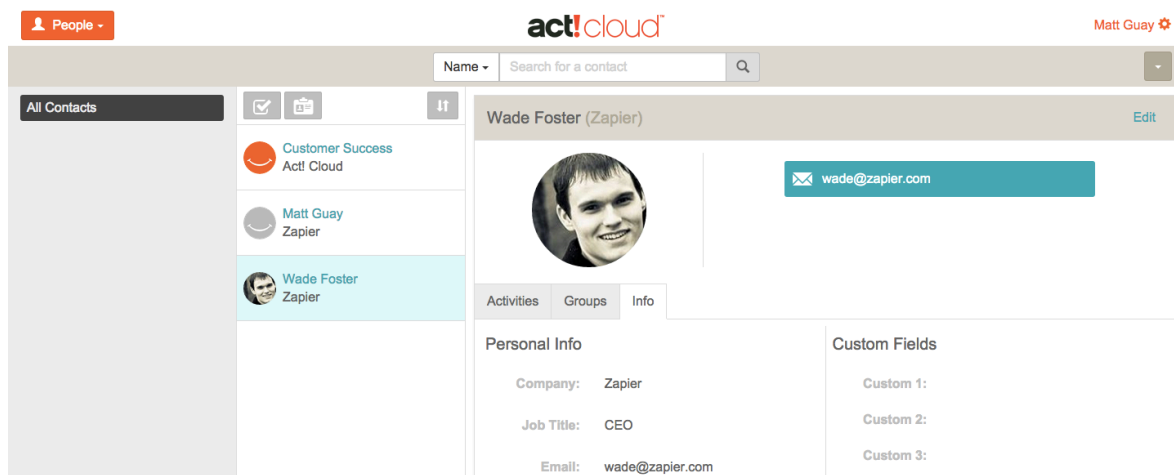 People
act!cloud™
Matt Guay
Name
Search for a contact
All Contacts
Customer Success
Act! Cloud
Matt Guay
Zapier
Wade Foster
Zapier
Wade Foster (Zapier)
Edit
wade@zapier.com
Activities
Groups
Info
Personal Info
Company: Zapier
Job Title: CEO
Email: wade@zapier.com
Custom Fields
Custom 1:
Custom 2:
Custom 3: